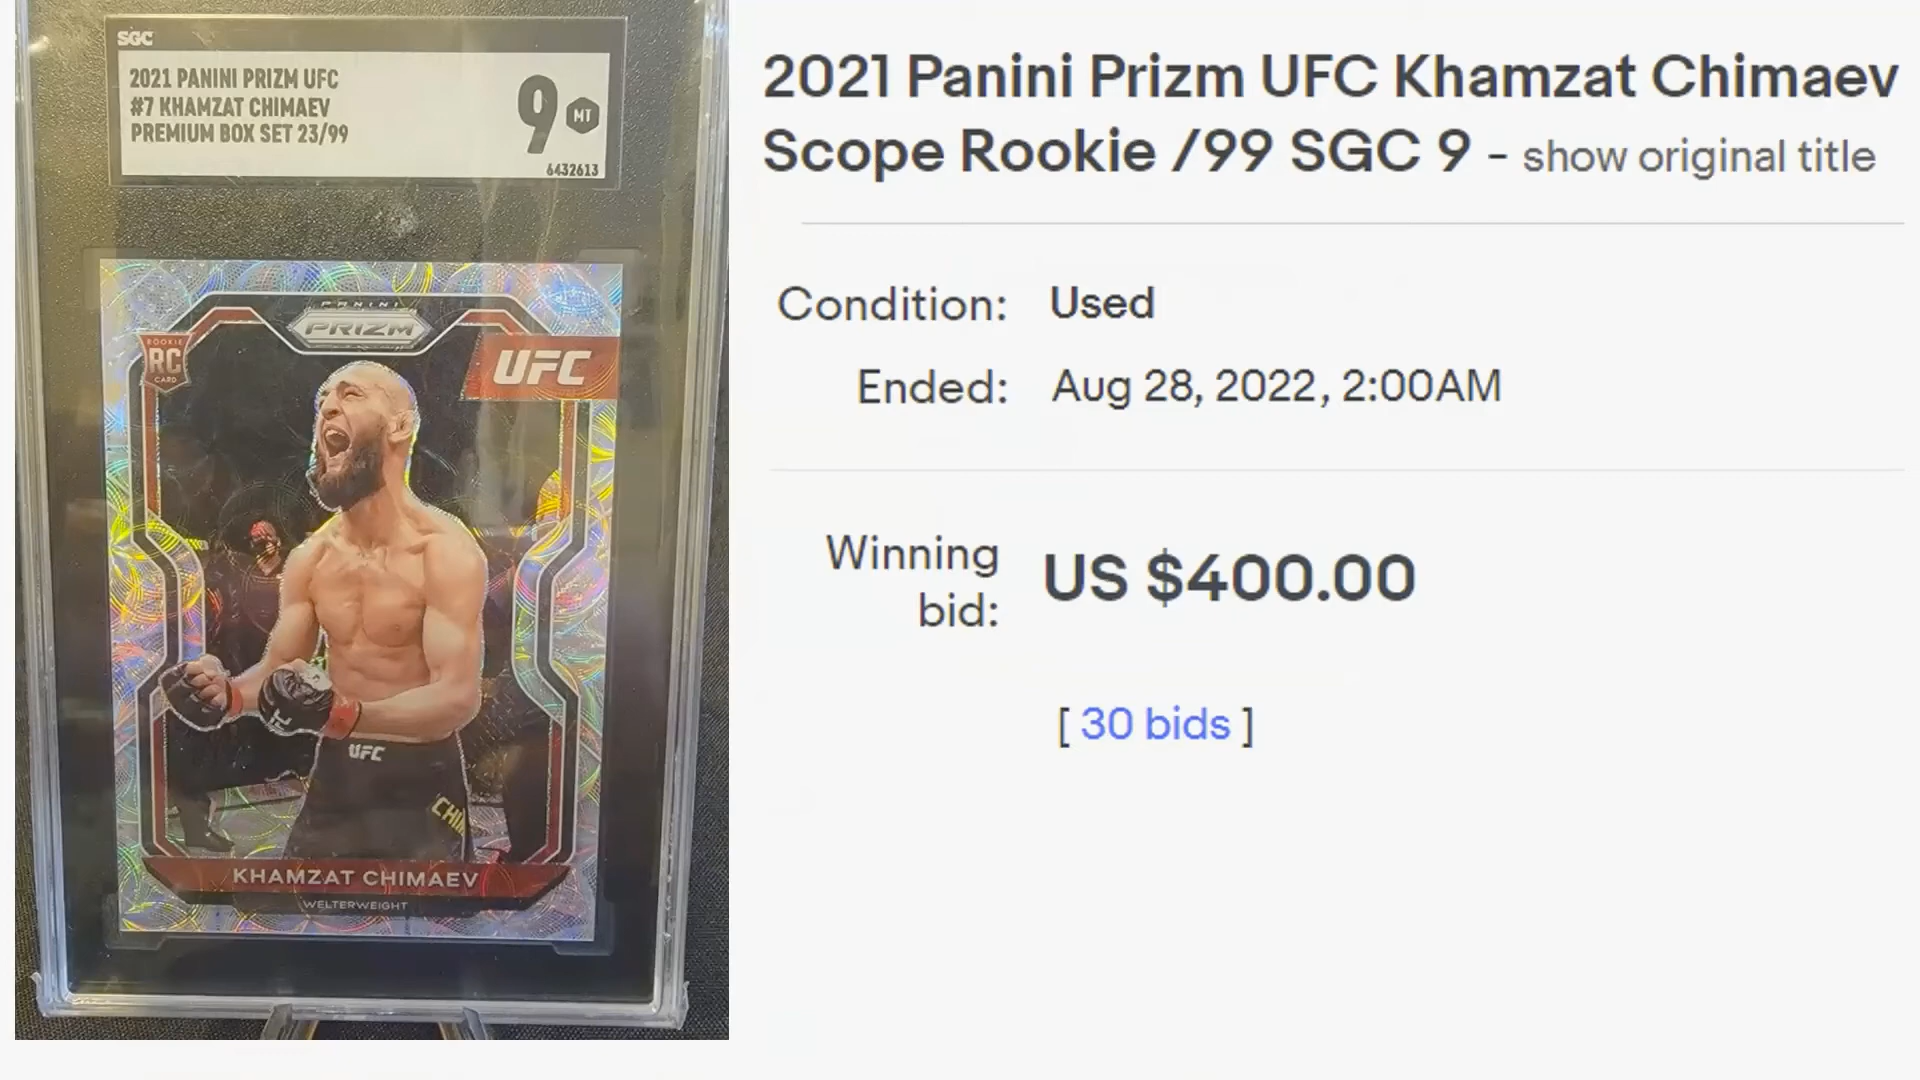 SGC
2021 PANINI PRIZM UFC
#7 KHAMZAT CHIMAEV
PREMIUM BOX SET 23/99
9 MT
6432613
PANINI
PRIZM
ROOKIE
RC
CARD
UFC
UFC
CHIM
KHAMZAT CHIMAEV
WELTERWEIGHT
2021 Panini Prizm UFC Khamzat Chimaev
Scope Rookie /99 SGC 9 - show original title
Condition: Used
Ended: Aug 28, 2022, 2:00AM
Winning
bid:
US $400.00
[ 30 bids ]